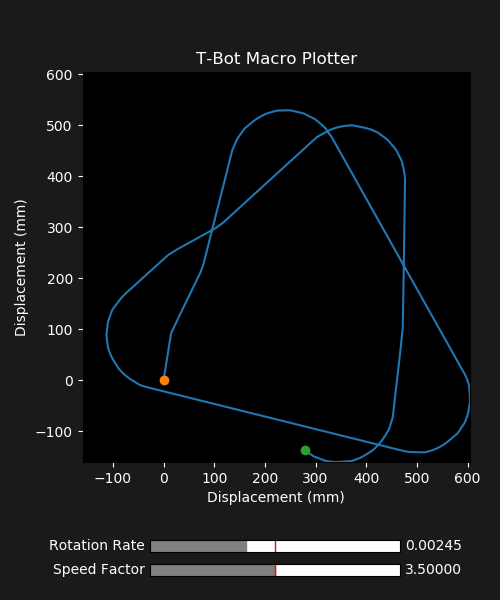 T-Bot Macro Plotter
600
500
400
300
200
100
0
−100
Displacement (mm)
−100 0 100 200 300 400 500 600
Displacement (mm)
Rotation Rate 0.00245
Speed Factor 3.50000